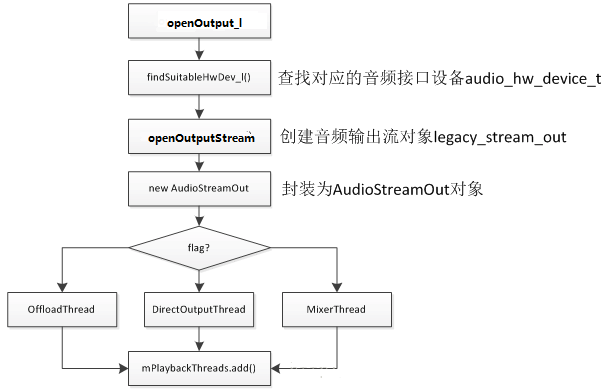 openOutput_l
findSuitableHwDev_l()
查找对应的音频接口设备audio_hw_device_t
openOutputStream
创建音频输出流对象legacy_stream_out
new AudioStreamOut
封装为AudioStreamOut对象
flag?
OffloadThread
DirectOutputThread
MixerThread
mPlaybackThreads.add()